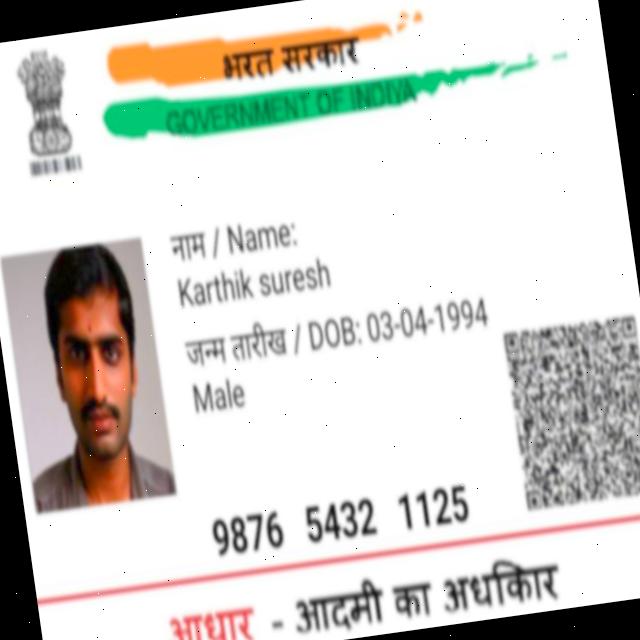 भरत सरकार
GOVERNMENT OF INDIYA
नाम / Name:
Karthik suresh
जन्म तारीख / DOB: 03-04-1994
Male
9876 5432 1125
आधार - आदमी का अधकिार